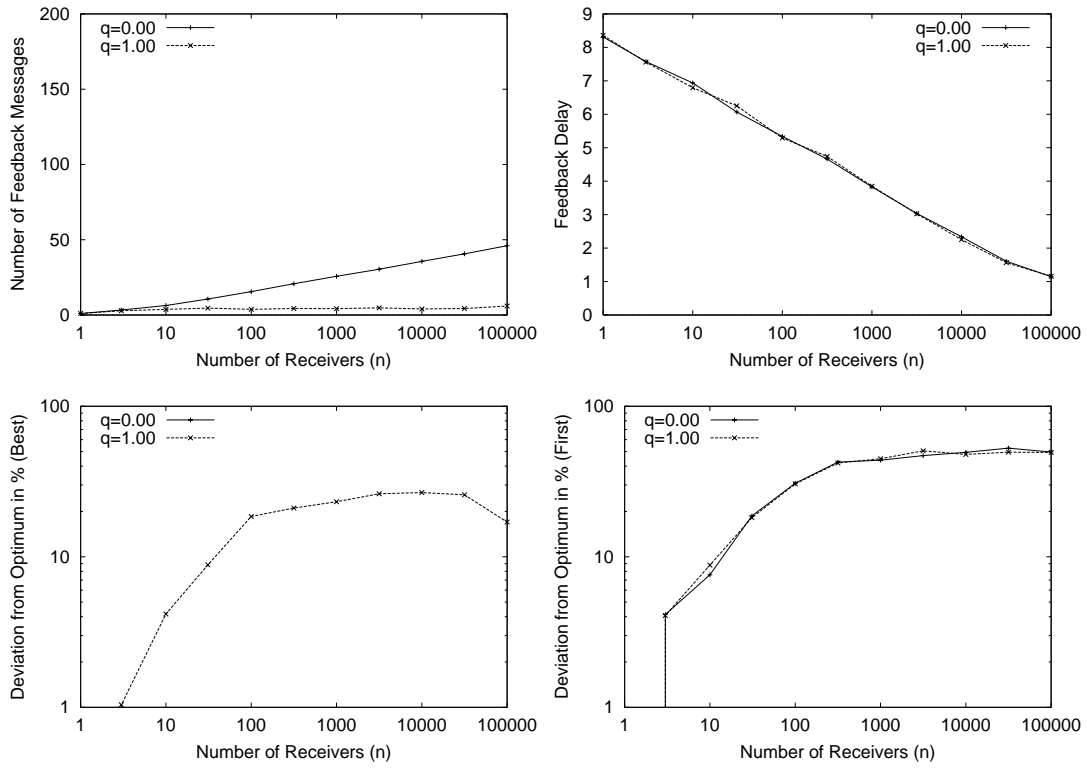 200
150
100
50
0
1
10
100
1000
10000
100000
Number of Feedback Messages
Number of Receivers (n)
q=0.00
q=1.00
9
8
7
6
5
4
3
2
1
0
1
10
100
1000
10000
100000
Feedback Delay
Number of Receivers (n)
q=0.00
q=1.00
100
10
1
1
10
100
1000
10000
100000
Deviation from Optimum in % (Best)
Number of Receivers (n)
q=0.00
q=1.00
100
10
1
1
10
100
1000
10000
100000
Deviation from Optimum in % (First)
Number of Receivers (n)
q=0.00
q=1.00